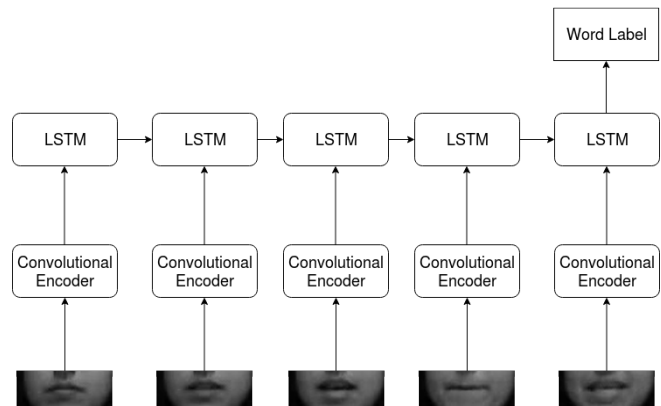 Word Label
LSTM LSTM LSTM LSTM LSTM
Convolutional Convolutional Convolutional Convolutional Convolutional
Encoder Encoder Encoder Encoder Encoder